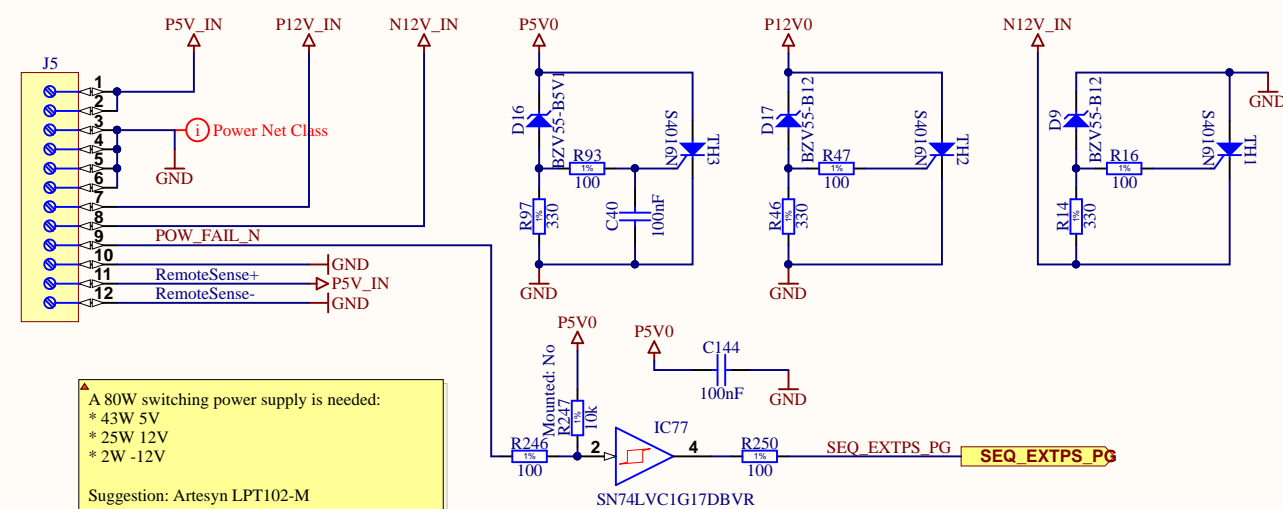 P5V_IN
P12V_IN
N12V_IN
P5V0
P12V0
N12V_IN
J5
1
2
3
4
5
6
7
8
9
10
11
12
Power Net Class
GND
POW_FAIL_N
GND
RemoteSense+
P5V_IN
RemoteSense-
GND
D16
BZV55-B5V1
R93
1%
100
R97
1%
330
C40
100nF
S4016N
TH3
GND
D17
BZV55-B12
R47
1%
100
R46
1%
330
S4016N
TH2
GND
D9
BZV55-B12
R16
1%
100
R14
1%
330
S4016N
TH1
GND
P5V0
Mounted: No
R247
1%
10k
P5V0
C144
100nF
GND
R246
1%
100
2
IC77
4
SN74LVC1G17DBVR
R250
1%
100
SEQ_EXTPS_PG
SEQ_EXTPS_PG
A 80W switching power supply is needed:
* 43W 5V
* 25W 12V
* 2W -12V
Suggestion: Artesyn LPT102-M